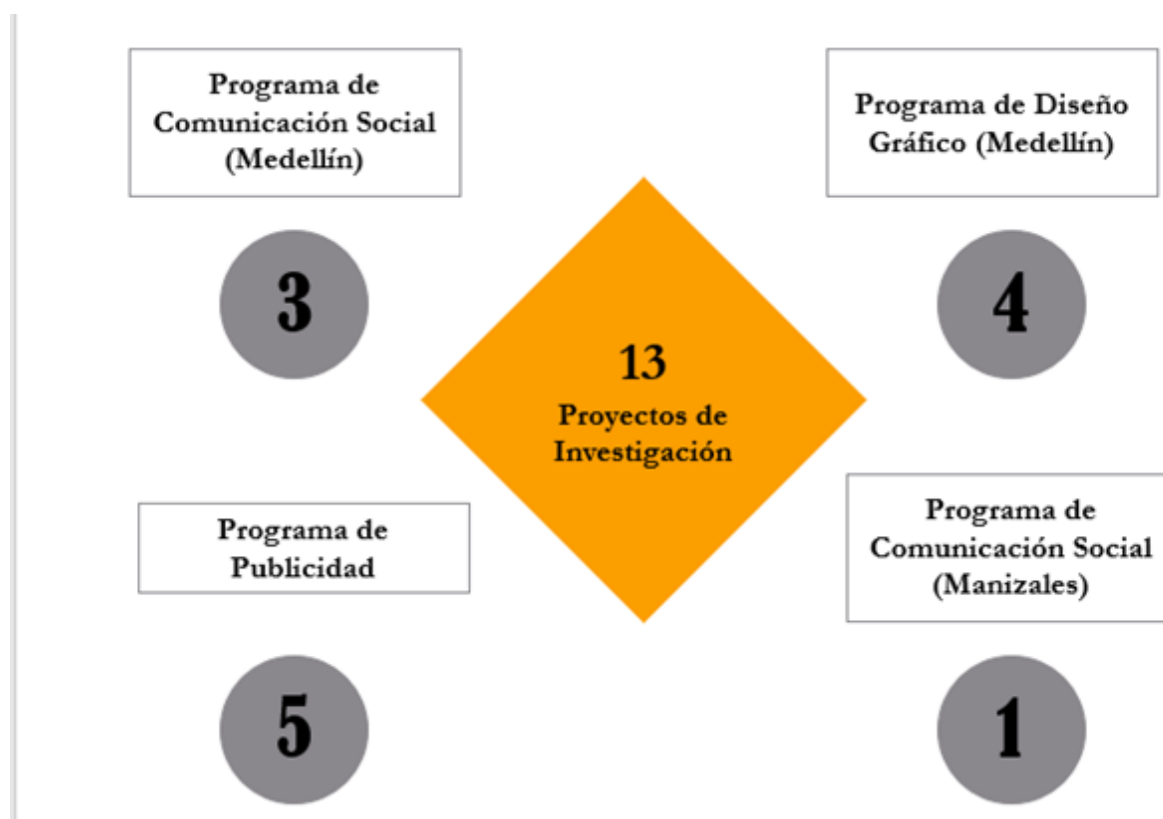 Programa de
Comunicación Social
(Medellín)
3
Programa de Diseño
Gráfico (Medellín)
4
13
Proyectos de
Investigación
Programa de
Publicidad
5
Programa de
Comunicación Social
(Manizales)
1